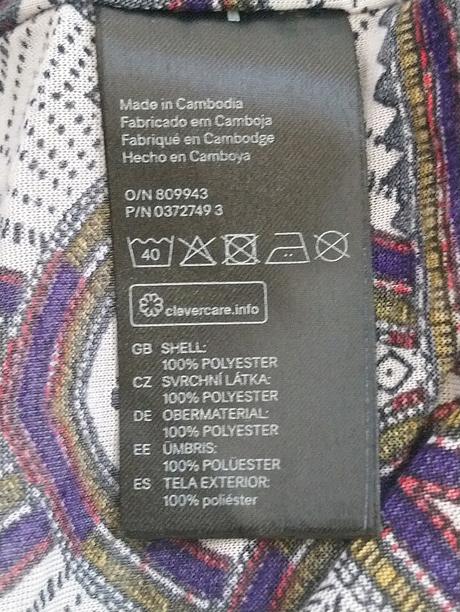 Made in Cambodia
Fabricado em Camboja
Fabriqué en Cambodge
Hecho en Camboya
O/N 809943
P/N 0372749 3
40
clevercare.info
GB SHELL:
100% POLYESTER
CZ SVRCHNÍ LÁTKA:
100% POLYESTER
DE OBERMATERIAL:
100% POLYESTER
EE ÜMBRIS:
100% POLÜESTER
ES TELA EXTERIOR:
100% poliéster